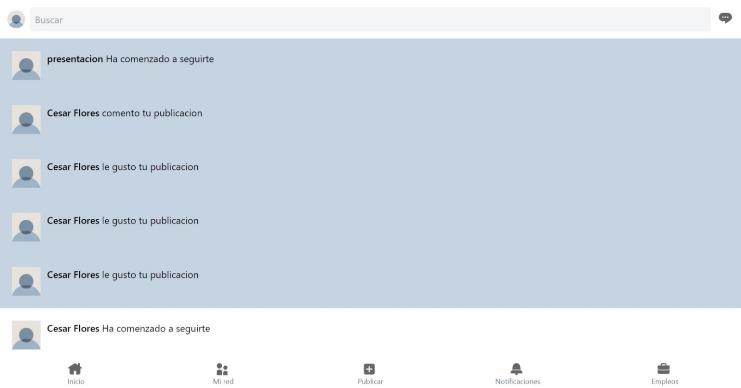 Buscar
presentacion Ha comenzado a seguirte
Cesar Flores comento tu publicacion
Cesar Flores le gusto tu publicacion
Cesar Flores le gusto tu publicacion
Cesar Flores le gusto tu publicacion
Cesar Flores Ha comenzado a seguirte
Inicio Mi red Publicar Notificaciones Empleos